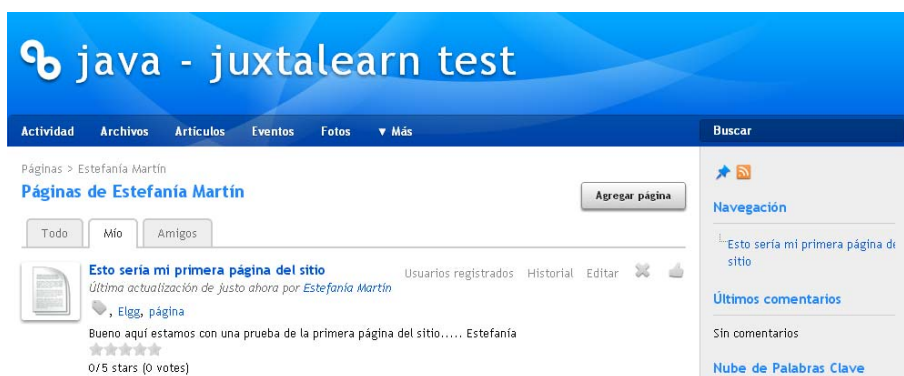 java - juxtalearn test
Actividad Archivos Artículos Eventos Fotos ▼ Más Buscar
Páginas > Estefanía Martín
Páginas de Estefanía Martín
Agregar página
Todo Mío Amigos
Esto sería mi primera página del sitio
Usuarios registrados Historial Editar
Última actualización de justo ahora por Estefanía Martín
, Elgg, página
Bueno aquí estamos con una prueba de la primera página del sitio..... Estefanía
0/5 stars (0 votes)
Navegación
Esto sería mi primera página de
sitio
Últimos comentarios
Sin comentarios
Nube de Palabras Clave